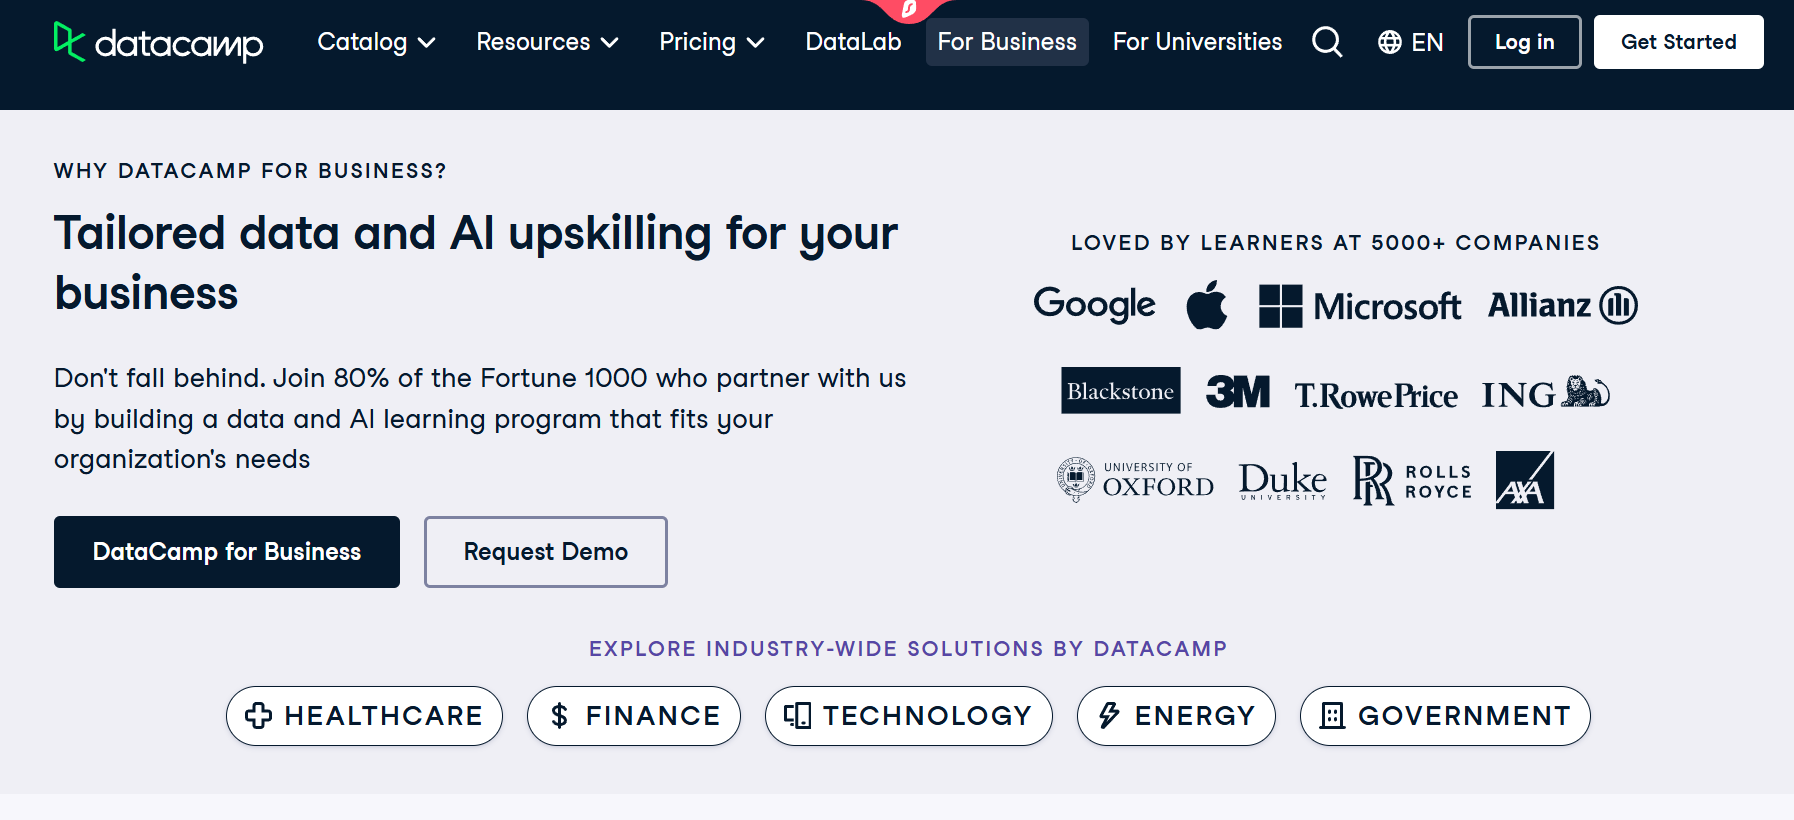 datacamp Catalog Resources Pricing DataLab For Business For Universities EN Log in Get Started
WHY DATACAMP FOR BUSINESS?
Tailored data and AI upskilling for your
business
Don't fall behind. Join 80% of the Fortune 1000 who partner with us
by building a data and AI learning program that fits your
organization's needs
DataCamp for Business Request Demo
LOVED BY LEARNERS AT 5000+ COMPANIES
Google Microsoft Allianz
Blackstone 3M T.RowePrice ING
UNIVERSITY OF
OXFORD
Duke
UNIVERSITY
ROLLS
ROYCE
AXA
EXPLORE INDUSTRY-WIDE SOLUTIONS BY DATACAMP
HEALTHCARE $ FINANCE TECHNOLOGY ENERGY GOVERNMENT